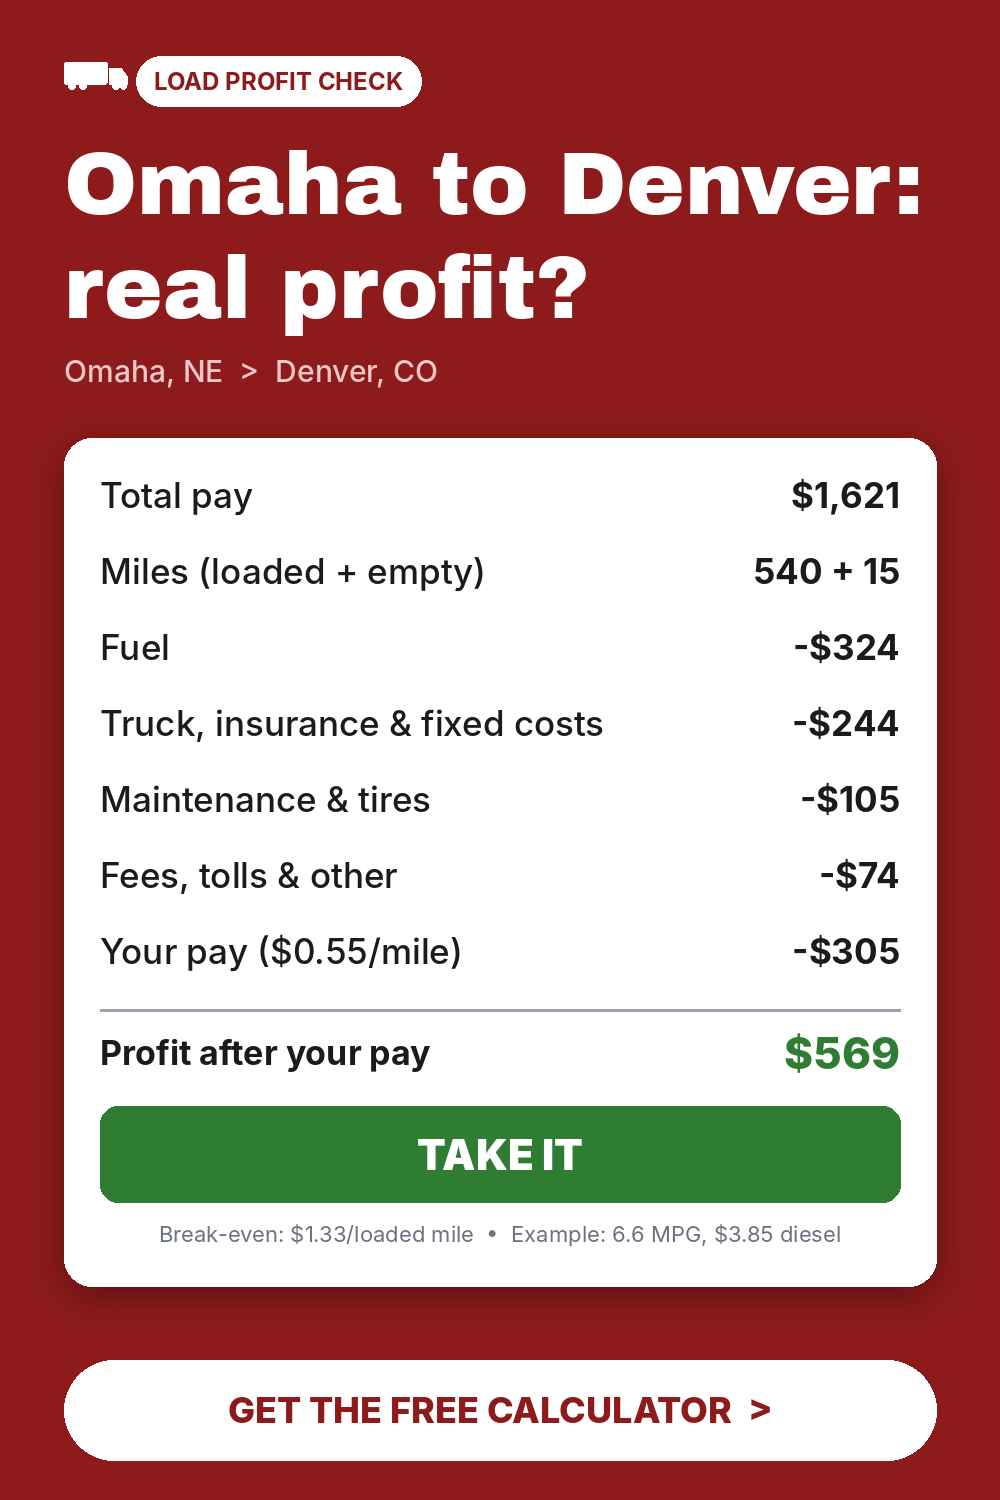 LOAD PROFIT CHECK
Omaha to Denver:
real profit?
Omaha, NE > Denver, CO
Total pay $1,621
Miles (loaded + empty) 540 + 15
Fuel -$324
Truck, insurance & fixed costs -$244
Maintenance & tires -$105
Fees, tolls & other -$74
Your pay ($0.55/mile) -$305
Profit after your pay $569
TAKE IT
Break-even: $1.33/loaded mile • Example: 6.6 MPG, $3.85 diesel
GET THE FREE CALCULATOR >